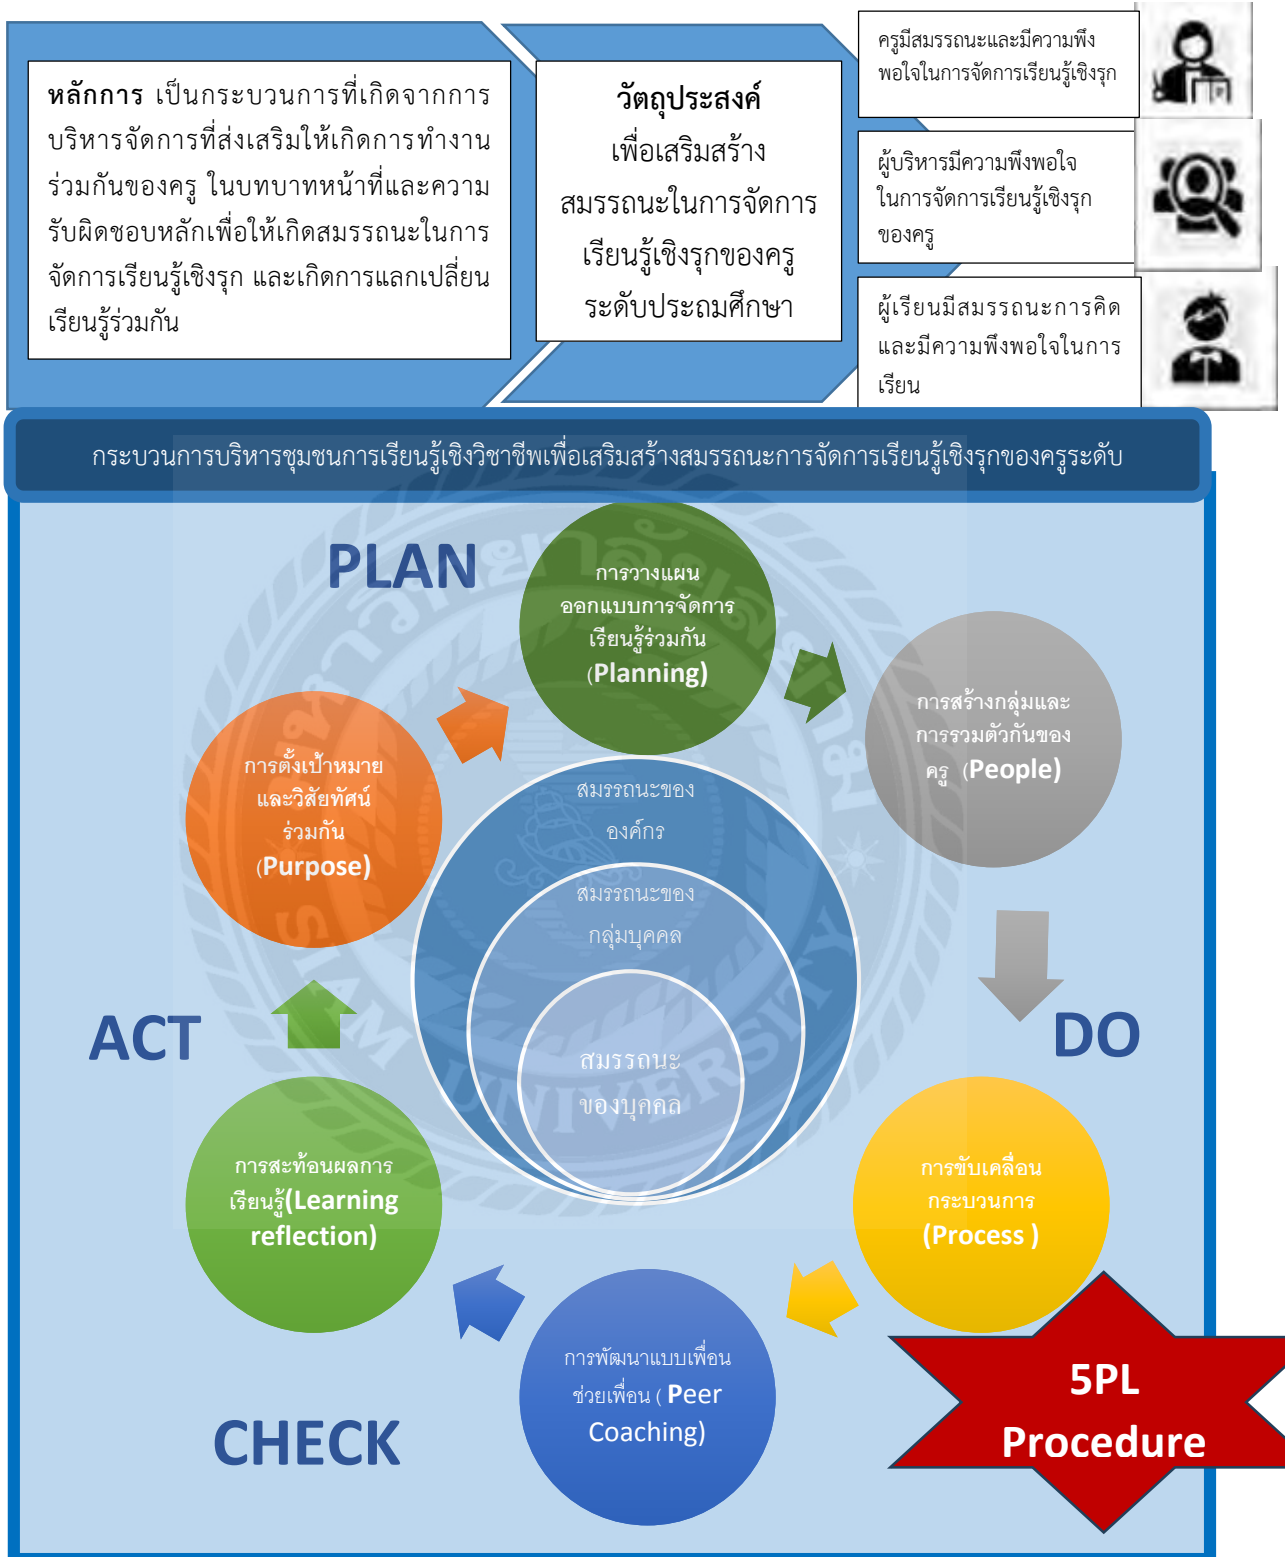 หลักการ เป็นกระบวนการที่เกิดจากการ
บริหารจัดการที่ส่งเสริมให้เกิดการทำงาน
ร่วมกันของครู ในบทบาทหน้าที่และความ
รับผิดชอบหลักเพื่อให้เกิดสมรรถนะในการ
จัดการเรียนรู้เชิงรุก และเกิดการแลกเปลี่ยน
เรียนรู้ร่วมกัน
วัตถุประสงค์
เพื่อเสริมสร้าง
สมรรถนะในการจัดการ
เรียนรู้เชิงรุกของครู
ระดับประถมศึกษา
ครูมีสมรรถนะและมีความพึง
พอใจในการจัดการเรียนรู้เชิงรุก
ผู้บริหารมีความพึงพอใจ
ในการจัดการเรียนรู้เชิงรุก
ของครู
ผู้เรียนมีสมรรถนะการคิด
และมีความพึงพอใจในการ
เรียน
กระบวนการบริหารชุมชนการเรียนรู้เชิงวิชาชีพเพื่อเสริมสร้างสมรรถนะการจัดการเรียนรู้เชิงรุกของครูระดับ
PLAN
การวางแผน
ออกแบบการจัดการ
เรียนรู้ร่วมกัน
(Planning)
การสร้างกลุ่มและ
การรวมตัวกันของ
ครู (People)
การตั้งเป้าหมาย
และวิสัยทัศน์
ร่วมกัน
(Purpose)
สมรรถนะของ
องค์กร
สมรรถนะของ
กลุ่มบุคคล
สมรรถนะ
ของบุคคล
ACT
DO
การสะท้อนผลการ
เรียนรู้(Learning
reflection)
การขับเคลื่อน
กระบวนการ
(Process )
การพัฒนาแบบเพื่อน
ช่วยเพื่อน ( Peer
Coaching)
CHECK
5PL
Procedure
มหาวิทยาลัยสยาม
SIAM UNIVERSITY